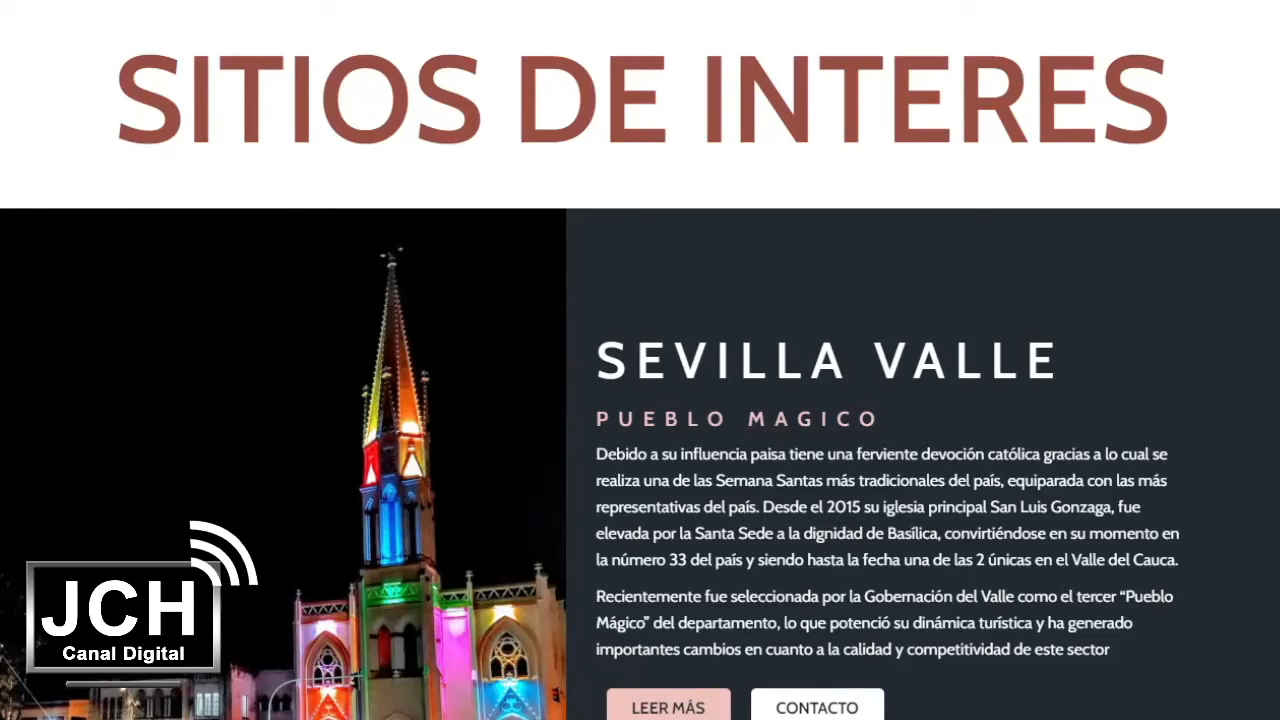 SITIOS DE INTERES
SEVILLA VALLE
PUEBLO MAGICO
Debido a su influencia paisa tiene una ferviente devoción católica gracias a lo cual se
realiza una de las Semana Santas más tradicionales del país, equiparada con las más
representativas del país. Desde el 2015 su iglesia principal San Luis Gonzaga, fue
elevada por la Santa Sede a la dignidad de Basílica, convirtiéndose en su momento en
la número 33 del país y siendo hasta la fecha una de las 2 únicas en el Valle del Cauca.
Recientemente fue seleccionada por la Gobernación del Valle como el tercer “Pueblo
Mágico” del departamento, lo que potenció su dinámica turística y ha generado
importantes cambios en cuanto a la calidad y competitividad de este sector
LEER MÁS
CONTACTO
JCH
Canal Digital